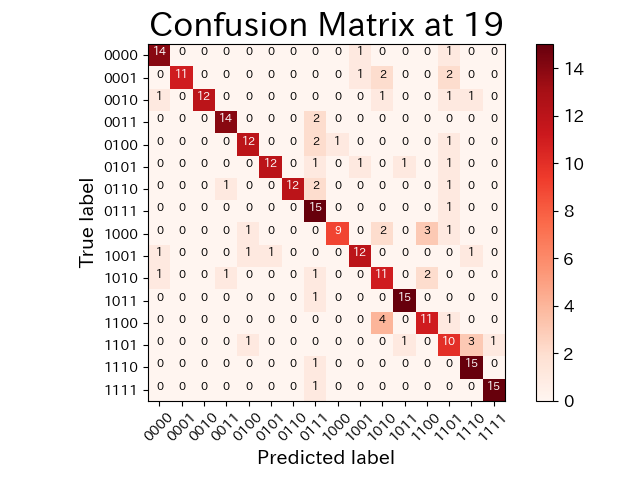 Confusion Matrix at 19
True label
0000 14 0 0 0 0 0 0 0 0 1 0 0 0 1 0 0
0001 0 11 0 0 0 0 0 0 0 1 2 0 0 2 0 0
0010 1 0 12 0 0 0 0 0 0 0 1 0 0 1 1 0
0011 0 0 0 14 0 0 0 2 0 0 0 0 0 0 0 0
0100 0 0 0 0 12 0 0 2 1 0 0 0 0 1 0 0
0101 0 0 0 0 0 12 0 1 0 1 0 1 0 1 0 0
0110 0 0 0 1 0 0 12 2 0 0 0 0 0 1 0 0
0111 0 0 0 0 0 0 0 15 0 0 0 0 0 1 0 0
1000 0 0 0 0 1 0 0 0 9 0 2 0 3 1 0 0
1001 1 0 0 0 1 1 0 0 0 12 0 0 0 0 1 0
1010 1 0 0 1 0 0 0 1 0 0 11 0 2 0 0 0
1011 0 0 0 0 0 0 0 1 0 0 0 15 0 0 0 0
1100 0 0 0 0 0 0 0 0 0 0 4 0 11 1 0 0
1101 0 0 0 0 1 0 0 0 0 0 0 1 0 10 3 1
1110 0 0 0 0 0 0 0 1 0 0 0 0 0 0 15 0
1111 0 0 0 0 0 0 0 1 0 0 0 0 0 0 0 15
0000 0001 0010 0011 0100 0101 0110 0111 1000 1001 1010 1011 1100 1101 1110 1111
Predicted label
14
12
10
8
6
4
2
0